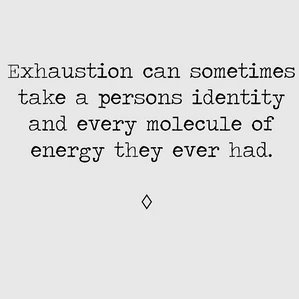 Exhaustion can sometimes
take a persons identity
and every molecule of
energy they ever had.